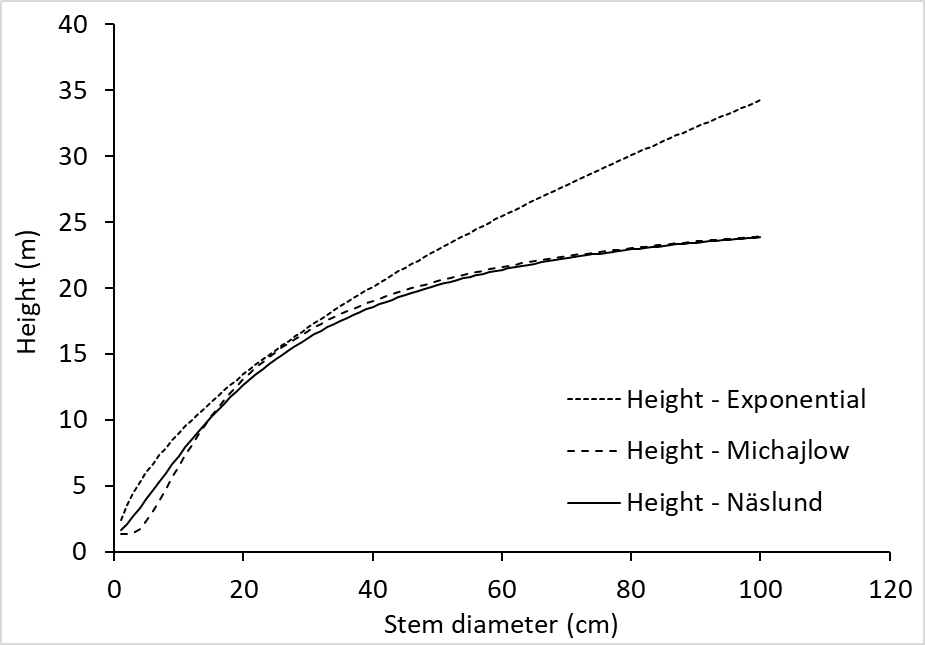 40
35
30
25
20
15
10
5
0
Height (m)
Height - Exponential
Height - Michajlow
Height - Näslund
0 20 40 60 80 100 120
Stem diameter (cm)